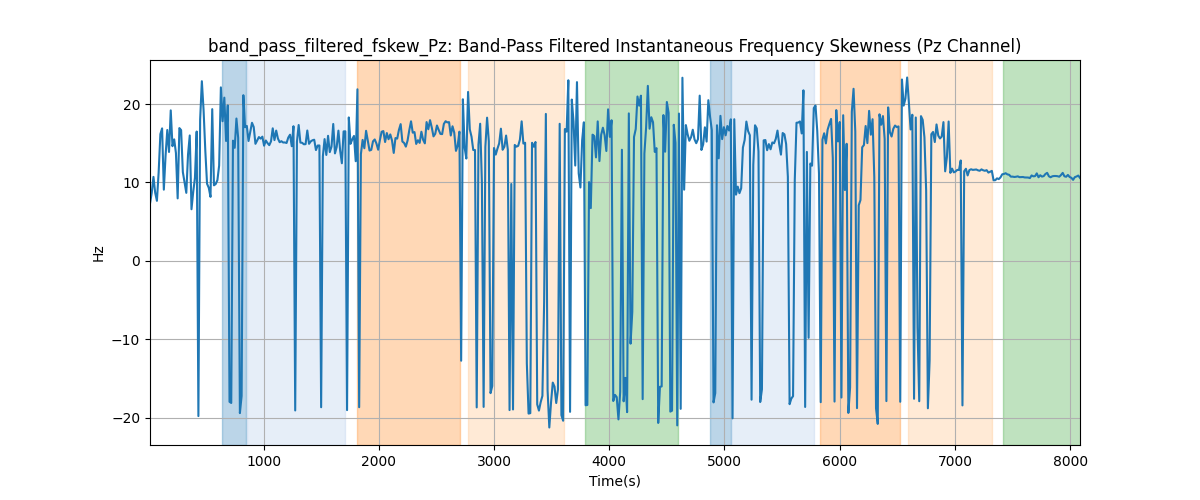 band_pass_filtered_fskew_Pz: Band-Pass Filtered Instantaneous Frequency Skewness (Pz Channel)
20
10
0
−10
−20
Hz
1000 2000 3000 4000 5000 6000 7000 8000
Time(s)